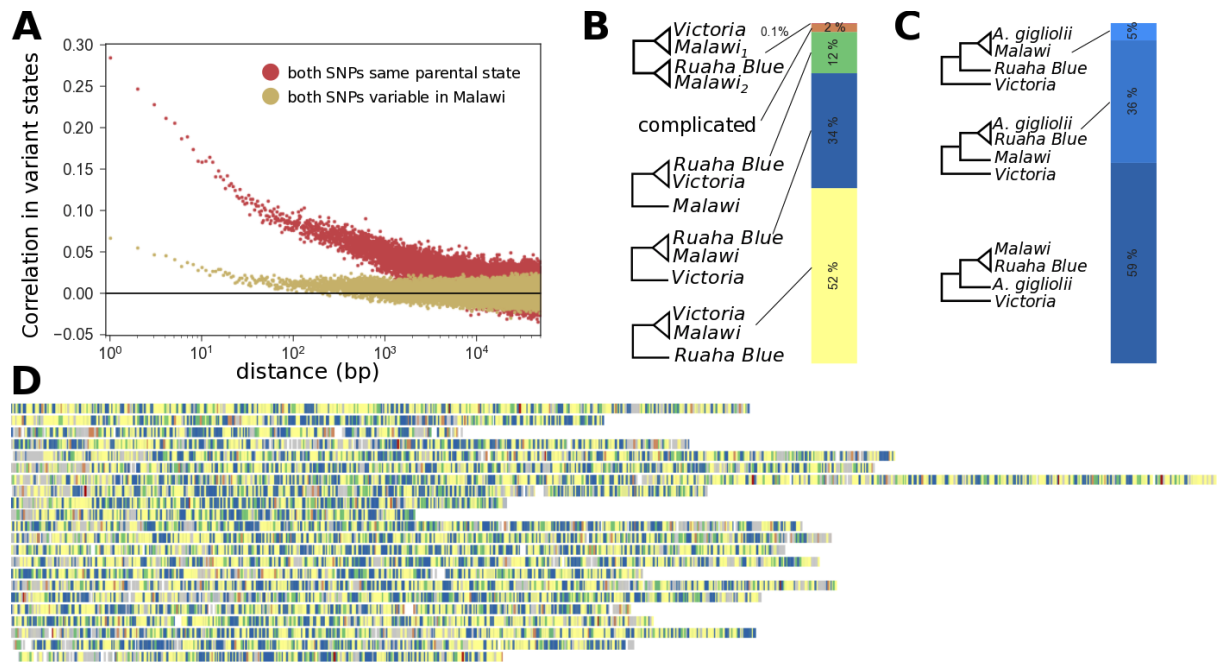 A
0.30
0.25
0.20
0.15
0.10
0.05
0.00
−0.05
Correlation in variant states
both SNPs same parental state
both SNPs variable in Malawi
10⁰
10¹
10²
10³
10⁴
distance (bp)
B
Victoria
Malawi₁
Ruaha Blue
Malawi₂
0.1%
complicated
Ruaha Blue
Victoria
Malawi
Ruaha Blue
Malawi
Victoria
Victoria
Malawi
Ruaha Blue
2 %
12 %
34 %
52 %
C
A. gigliolii
Malawi
Ruaha Blue
Victoria
A. gigliolii
Ruaha Blue
Malawi
Victoria
Malawi
Ruaha Blue
A. gigliolii
Victoria
5%
36 %
59 %
D